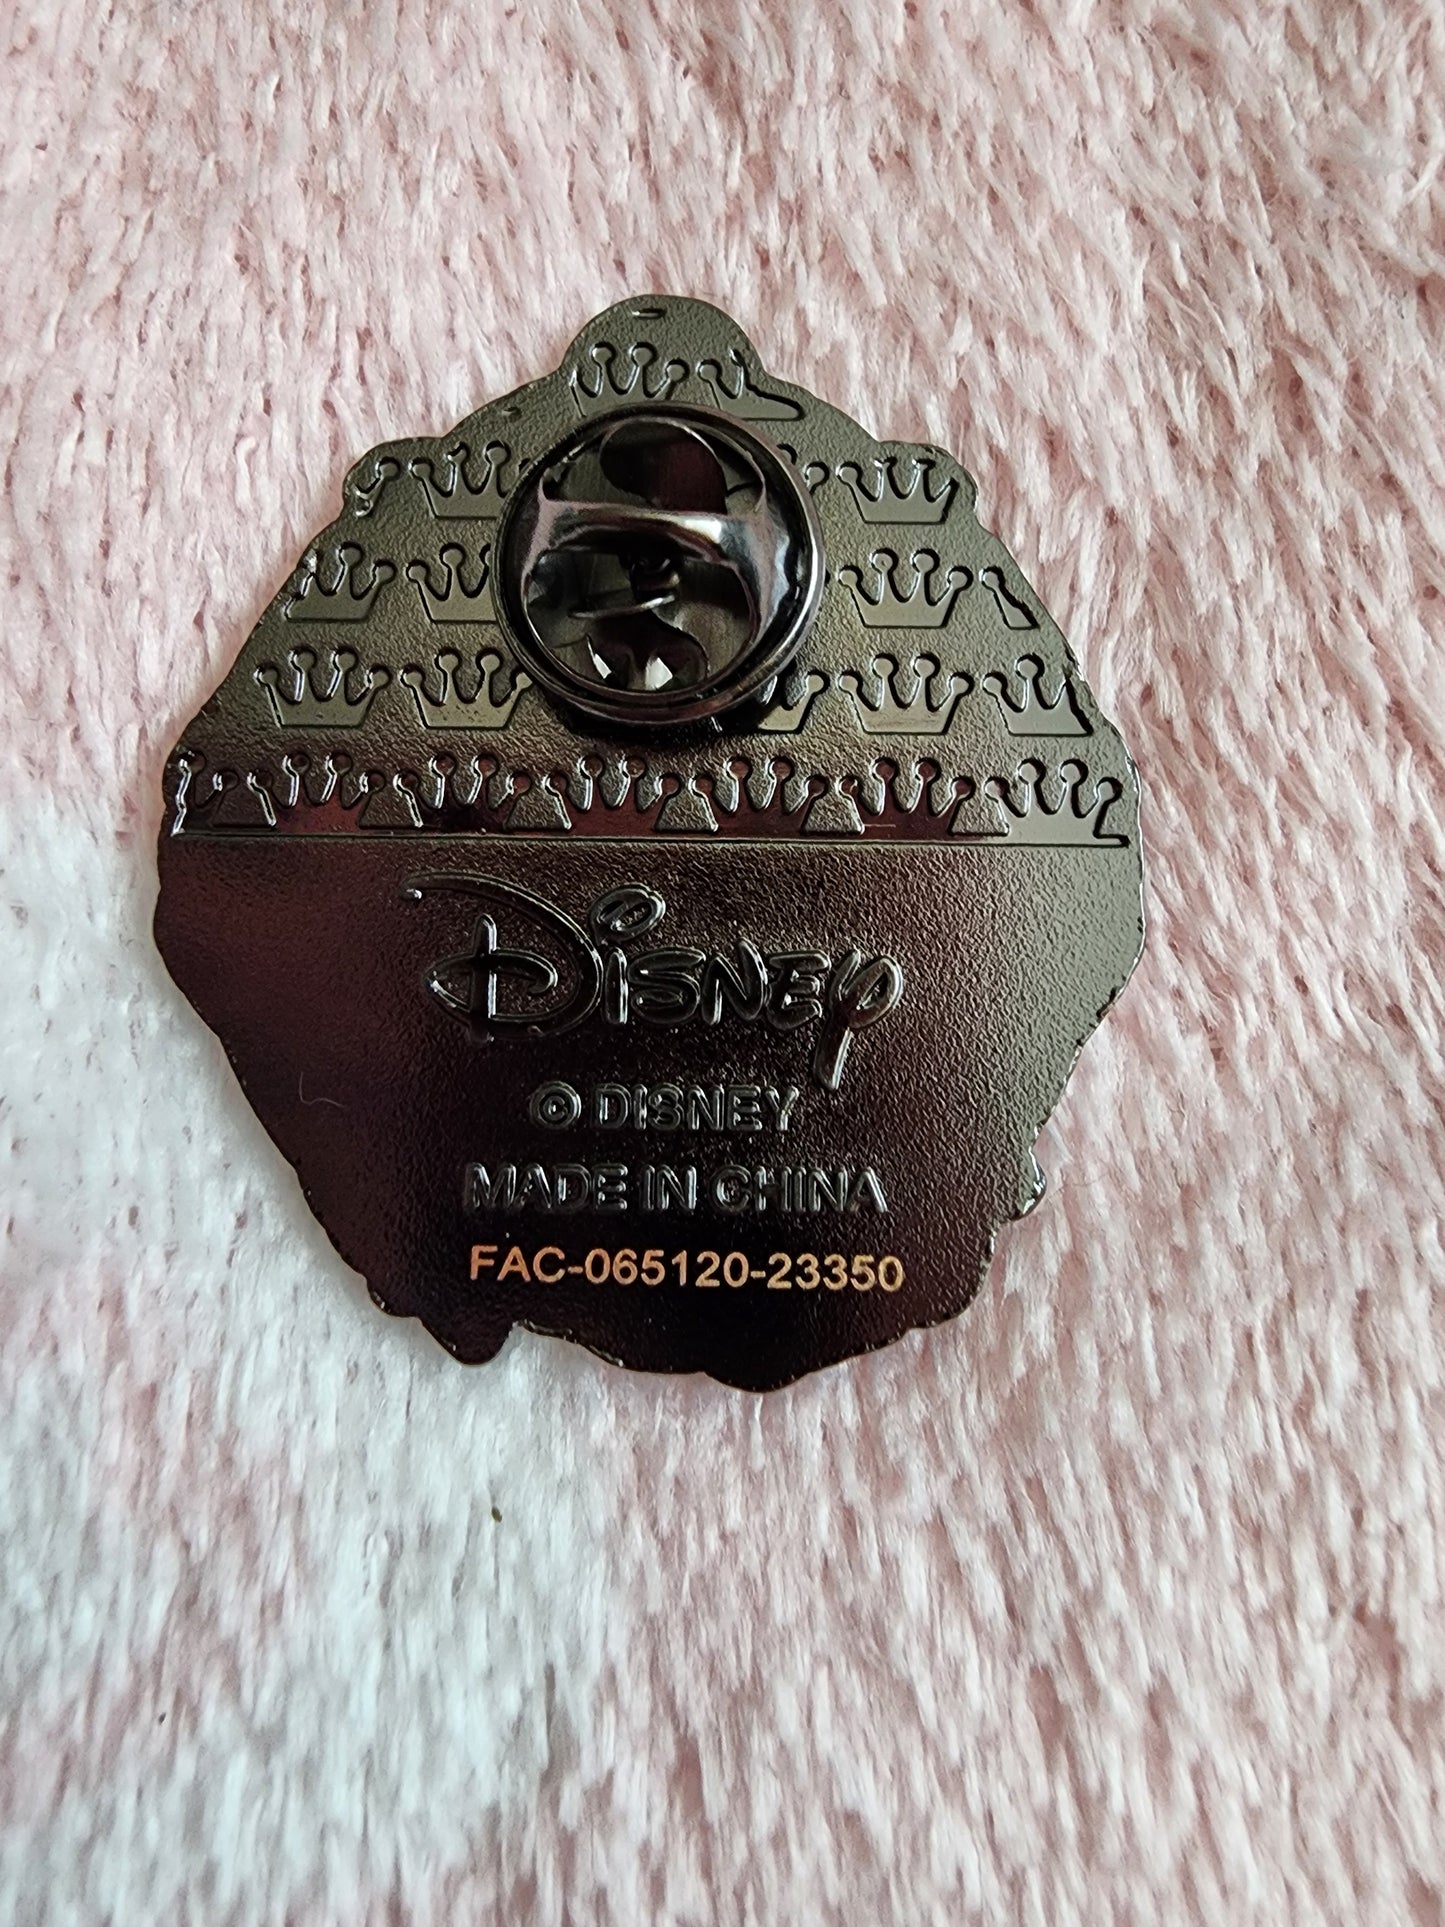 Disney
© DISNEY
MADE IN CHINA
FAC-065120-23350